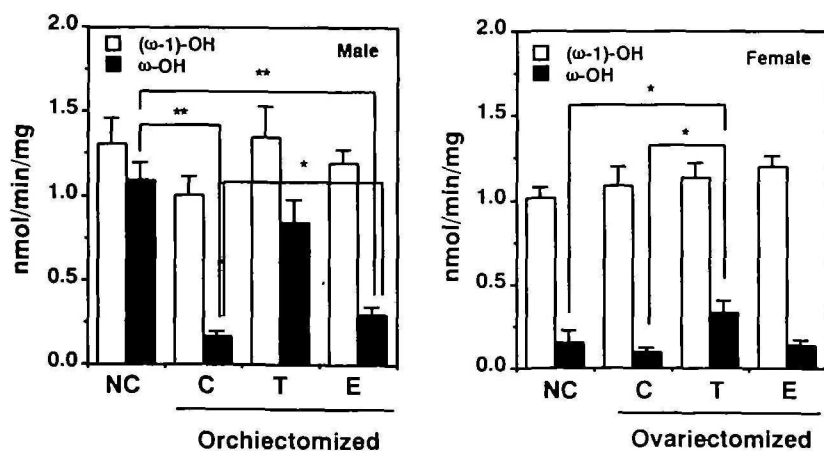 2.0
1.5
1.0
0.5
0.0
nmol/min/mg
(ω-1)-OH
ω-OH
Male
**
**
*
NC
C
T
E
Orchiectomized
2.0
1.5
1.0
0.5
0.0
nmol/min/mg
(ω-1)-OH
ω-OH
Female
*
*
NC
C
T
E
Ovariectomized